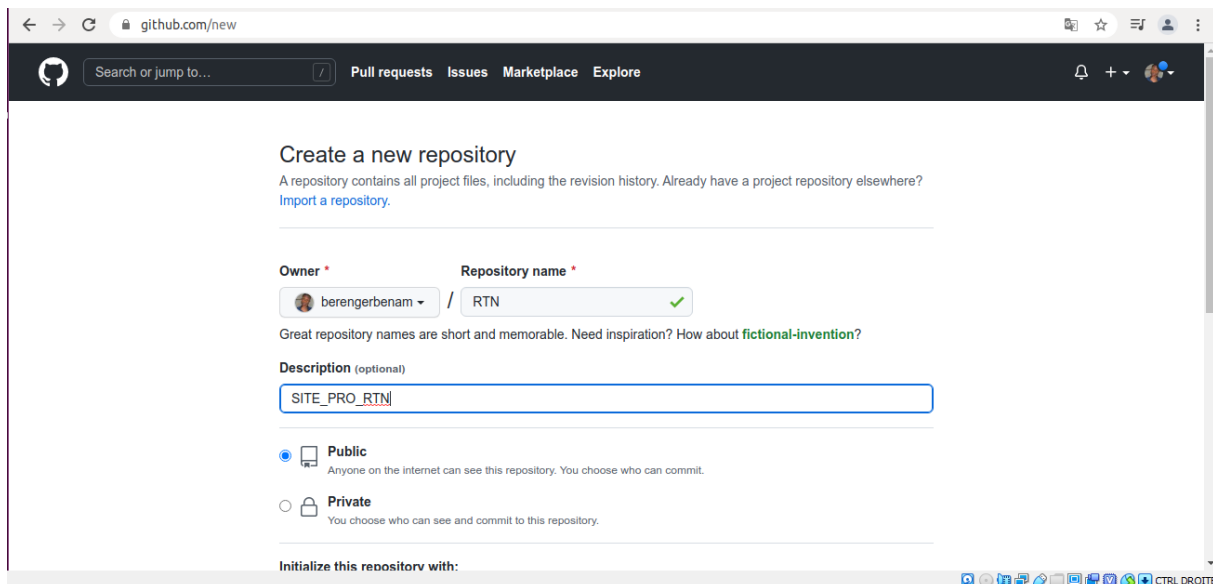 github.com/new
Search or jump to... / Pull requests Issues Marketplace Explore
Create a new repository
A repository contains all project files, including the revision history. Already have a project repository elsewhere?
Import a repository.
Owner * Repository name *
berengerbenam / RTN
Great repository names are short and memorable. Need inspiration? How about fictional-invention?
Description (optional)
SITE_PRO_RTN
Public
Anyone on the internet can see this repository. You choose who can commit.
Private
You choose who can see and commit to this repository.
Initialize this repository with:
CTRL DROIT